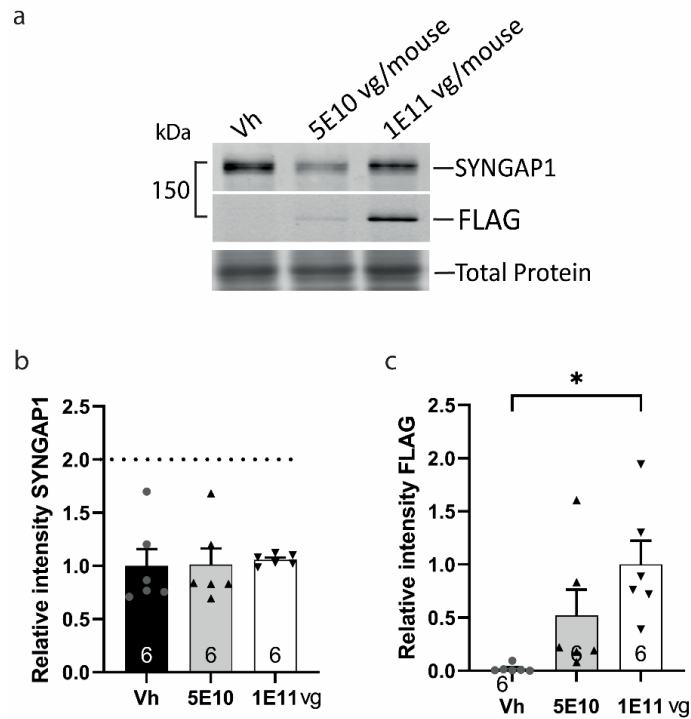 a
Vh
5E10 vg/mouse
1E11 vg/mouse
kDa
150
SYNGAP1
FLAG
Total Protein
b
Relative intensity SYNGAP1
2.5
2.0
1.5
1.0
0.5
0.0
6
6
6
Vh
5E10
1E11 vg
c
Relative intensity FLAG
*
2.5
2.0
1.5
1.0
0.5
0.0
6
6
6
Vh
5E10
1E11 vg